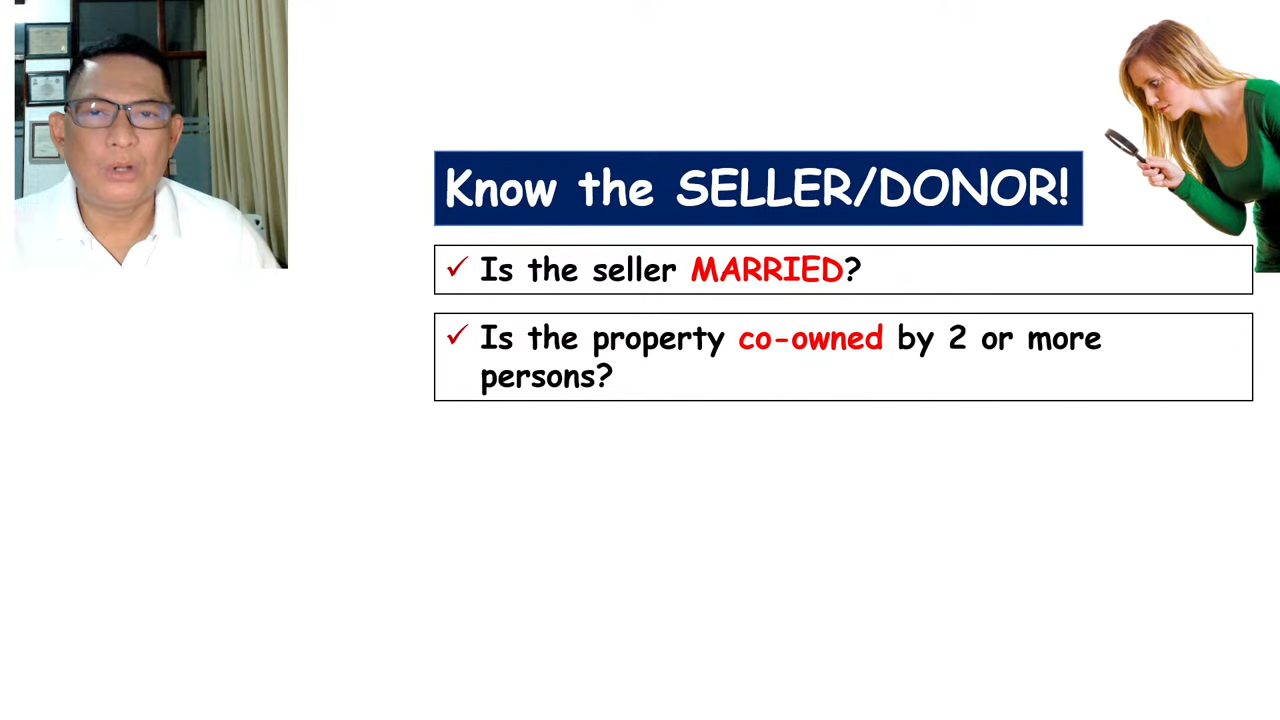 Know the SELLER/DONOR!
✓ Is the seller MARRIED?
✓ Is the property co-owned by 2 or more
persons?